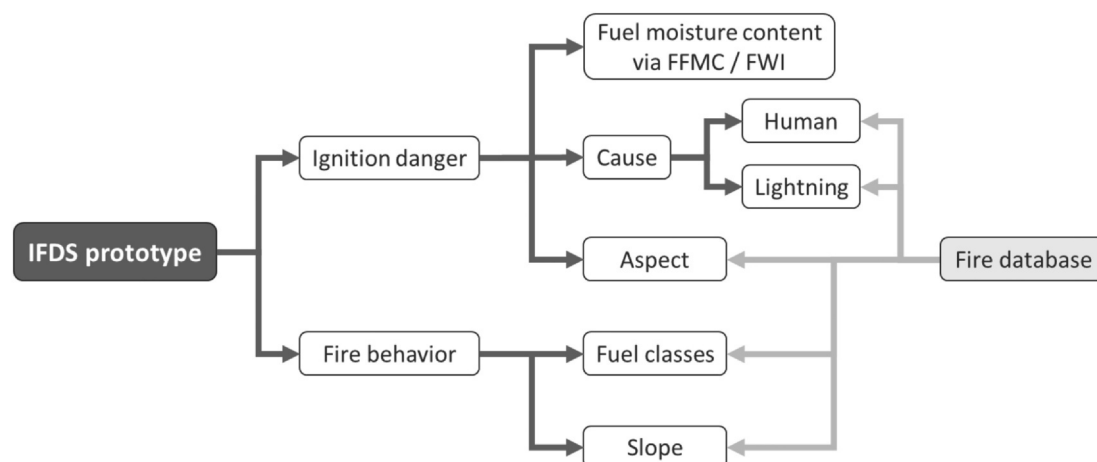 Fuel moisture content
via FFMC / FWI
Human
Ignition danger
Cause
Lightning
IFDS prototype
Aspect
Fire database
Fire behavior
Fuel classes
Slope